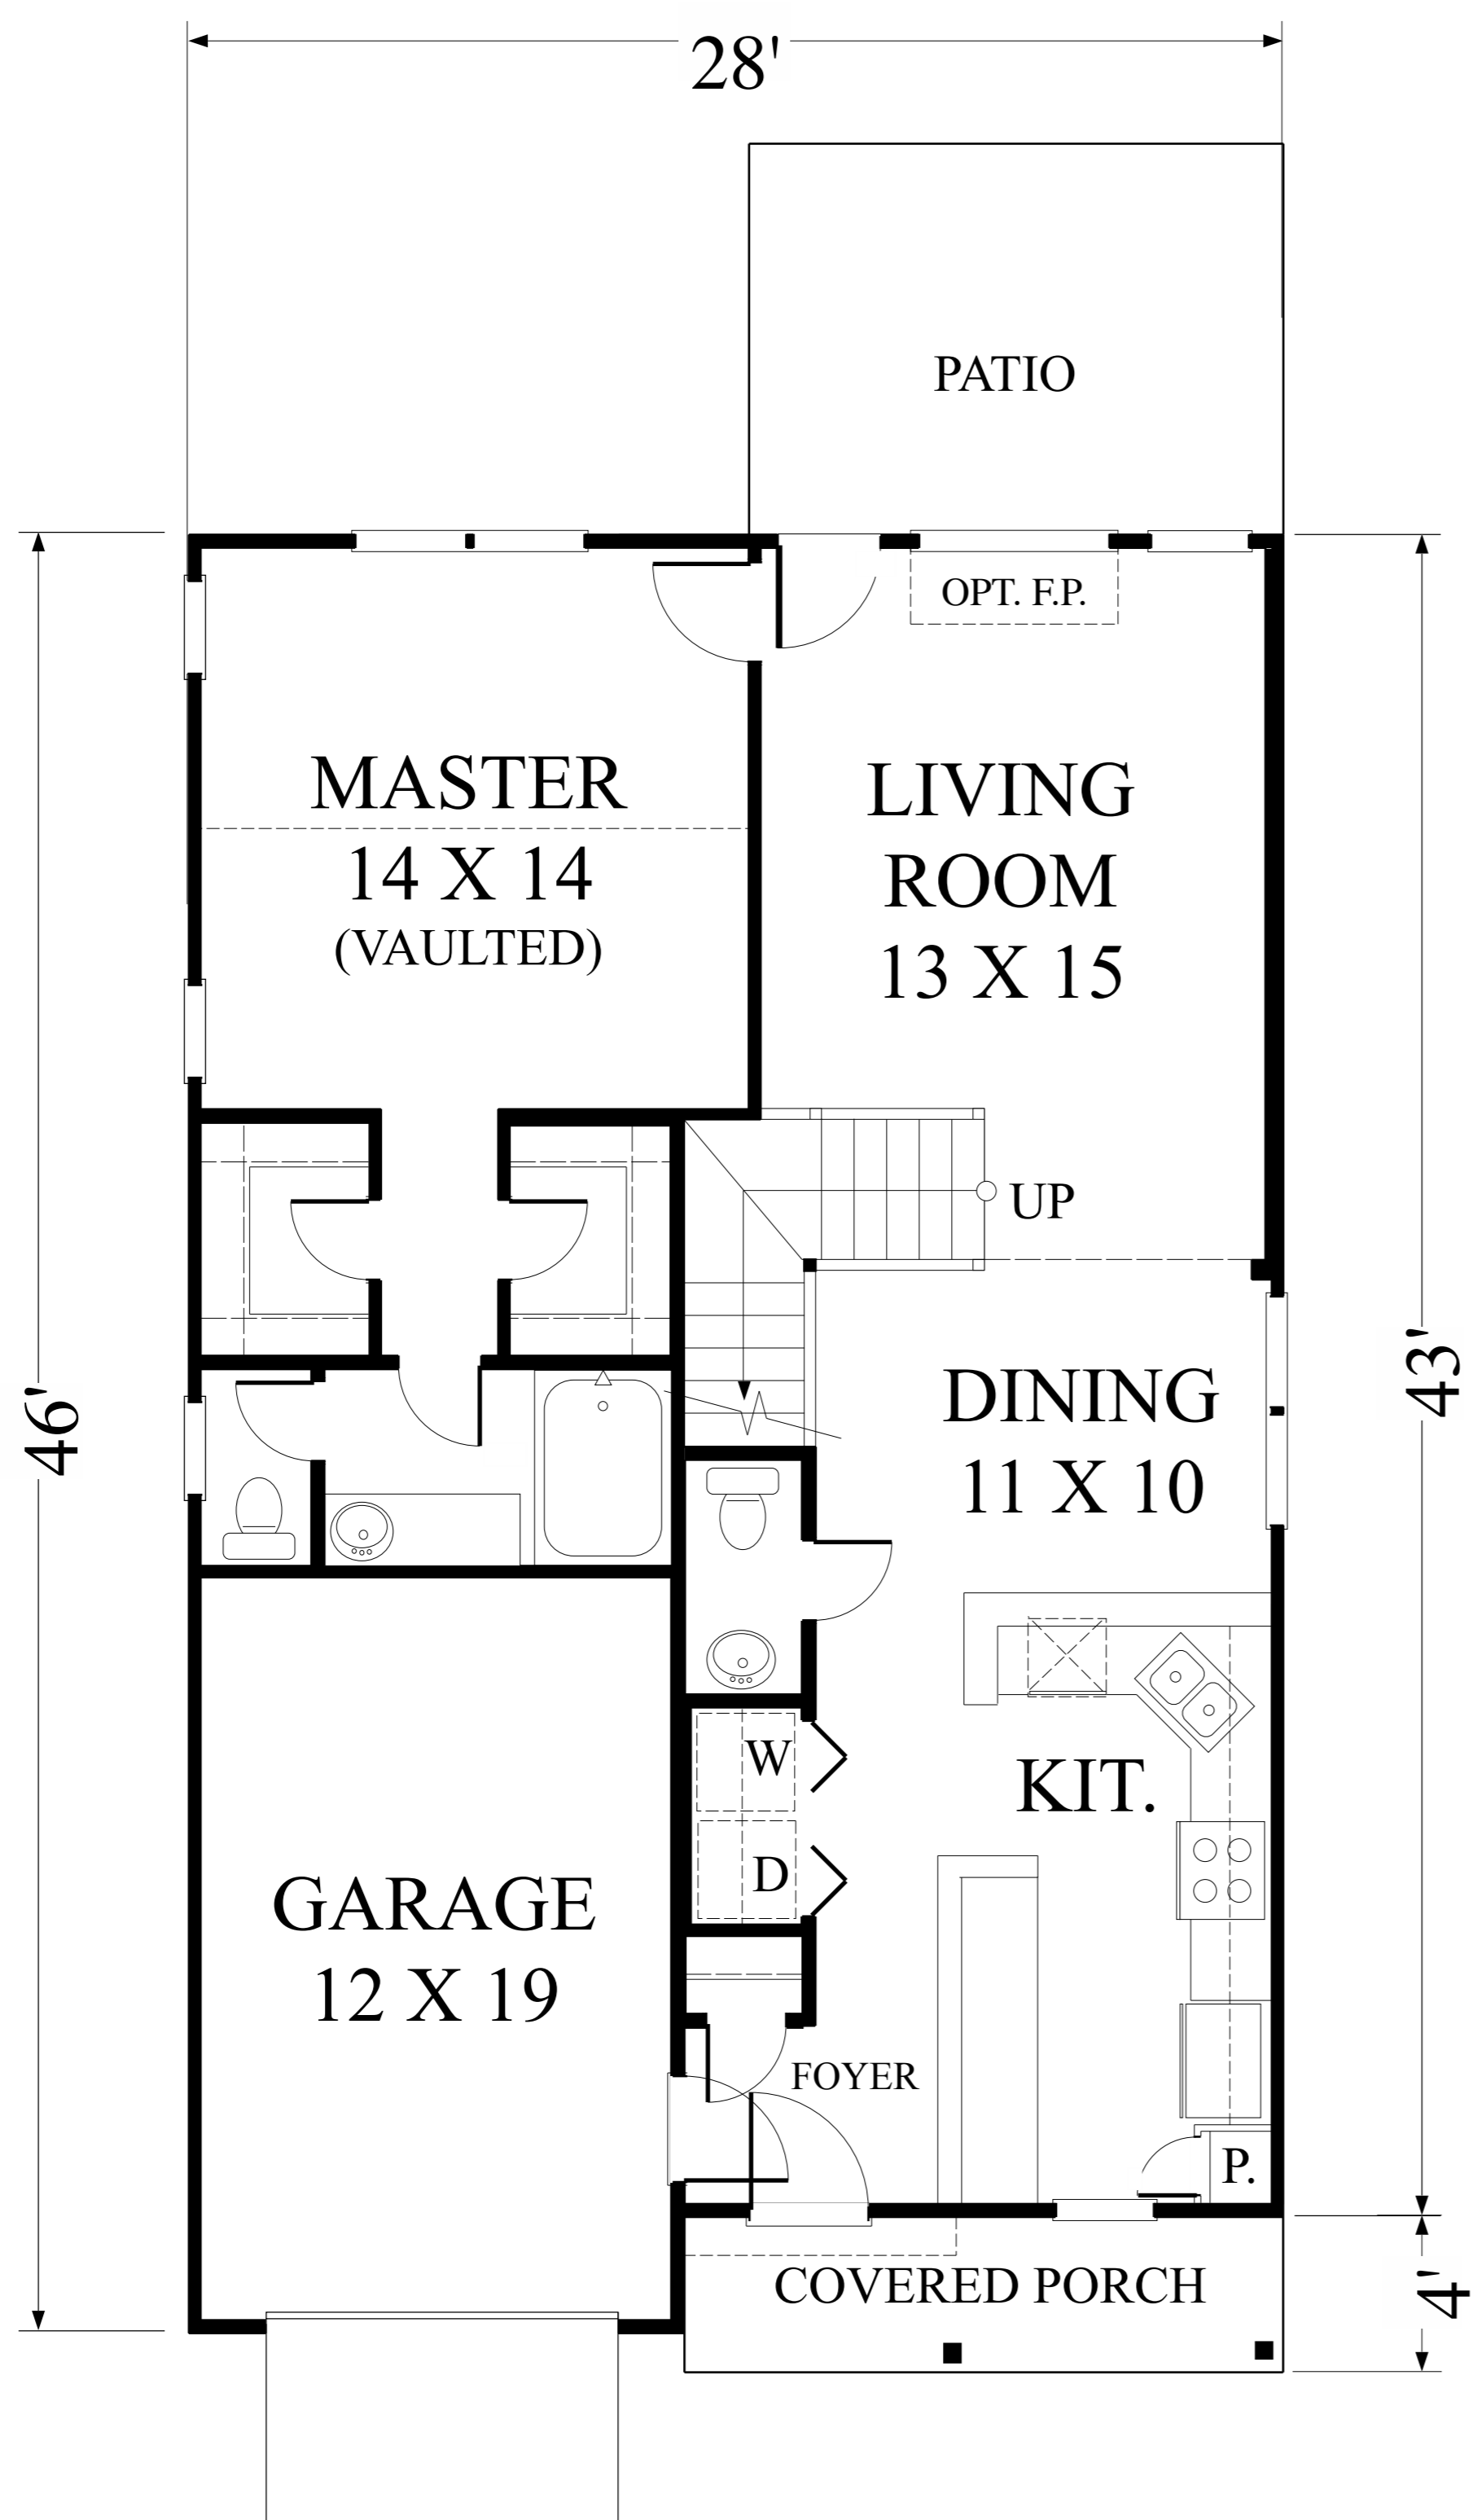 28'
PATIO
OPT. F.P.
MASTER
14 X 14
(VAULTED)
LIVING
ROOM
13 X 15
UP
46'
43'
DINING
11 X 10
W
KIT.
D
GARAGE
12 X 19
FOYER
P.
COVERED PORCH
4'